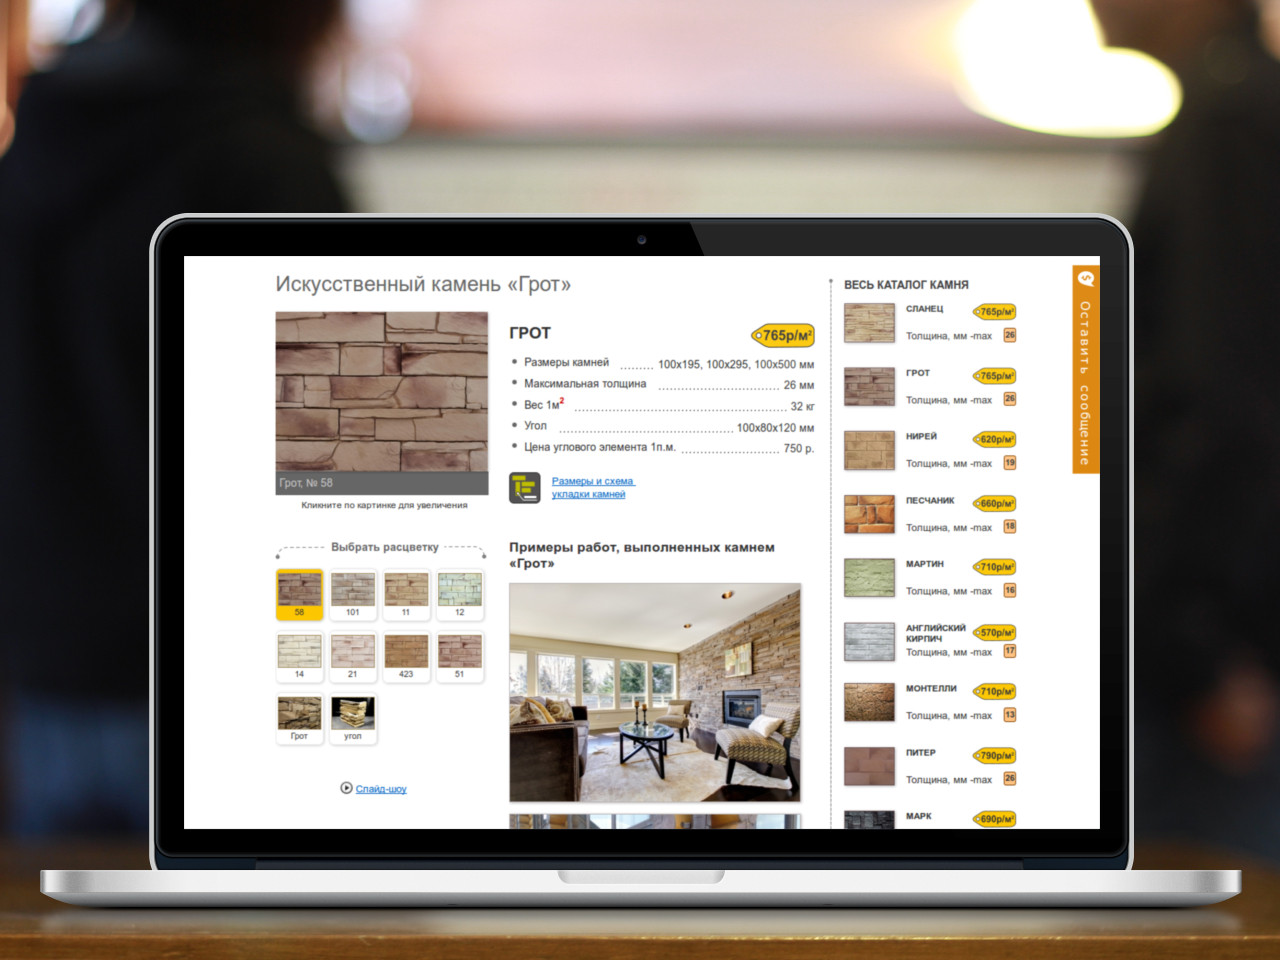 Искусственный камень «Грот»
Грот, № 58
Кликните по картинке для увеличения
Выбрать расцветку
58
101
11
12
14
21
423
51
Грот
угол
Слайд-шоу
ГРОТ
765р/м²
Размеры камней 100х195, 100х295, 100х500 мм
Максимальная толщина 26 мм
Вес 1м² 32 кг
Угол 100х80х120 мм
Цена углового элемента 1п.м. 750 р.
Размеры и схема
укладки камней
Примеры работ, выполненных камнем
«Грот»
ВЕСЬ КАТАЛОГ КАМНЯ
СЛАНЕЦ 765р/м²
Толщина, мм -max 26
ГРОТ 765р/м²
Толщина, мм -max 26
НИРЕЙ 620р/м²
Толщина, мм -max 19
ПЕСЧАНИК 660р/м²
Толщина, мм -max 18
МАРТИН 710р/м²
Толщина, мм -max 16
АНГЛИЙСКИЙ
КИРПИЧ 570р/м²
Толщина, мм -max 17
МОНТЕЛЛИ 710р/м²
Толщина, мм -max 13
ПИТЕР 790р/м²
Толщина, мм -max 26
МАРК 690р/м²
Оставить сообщение